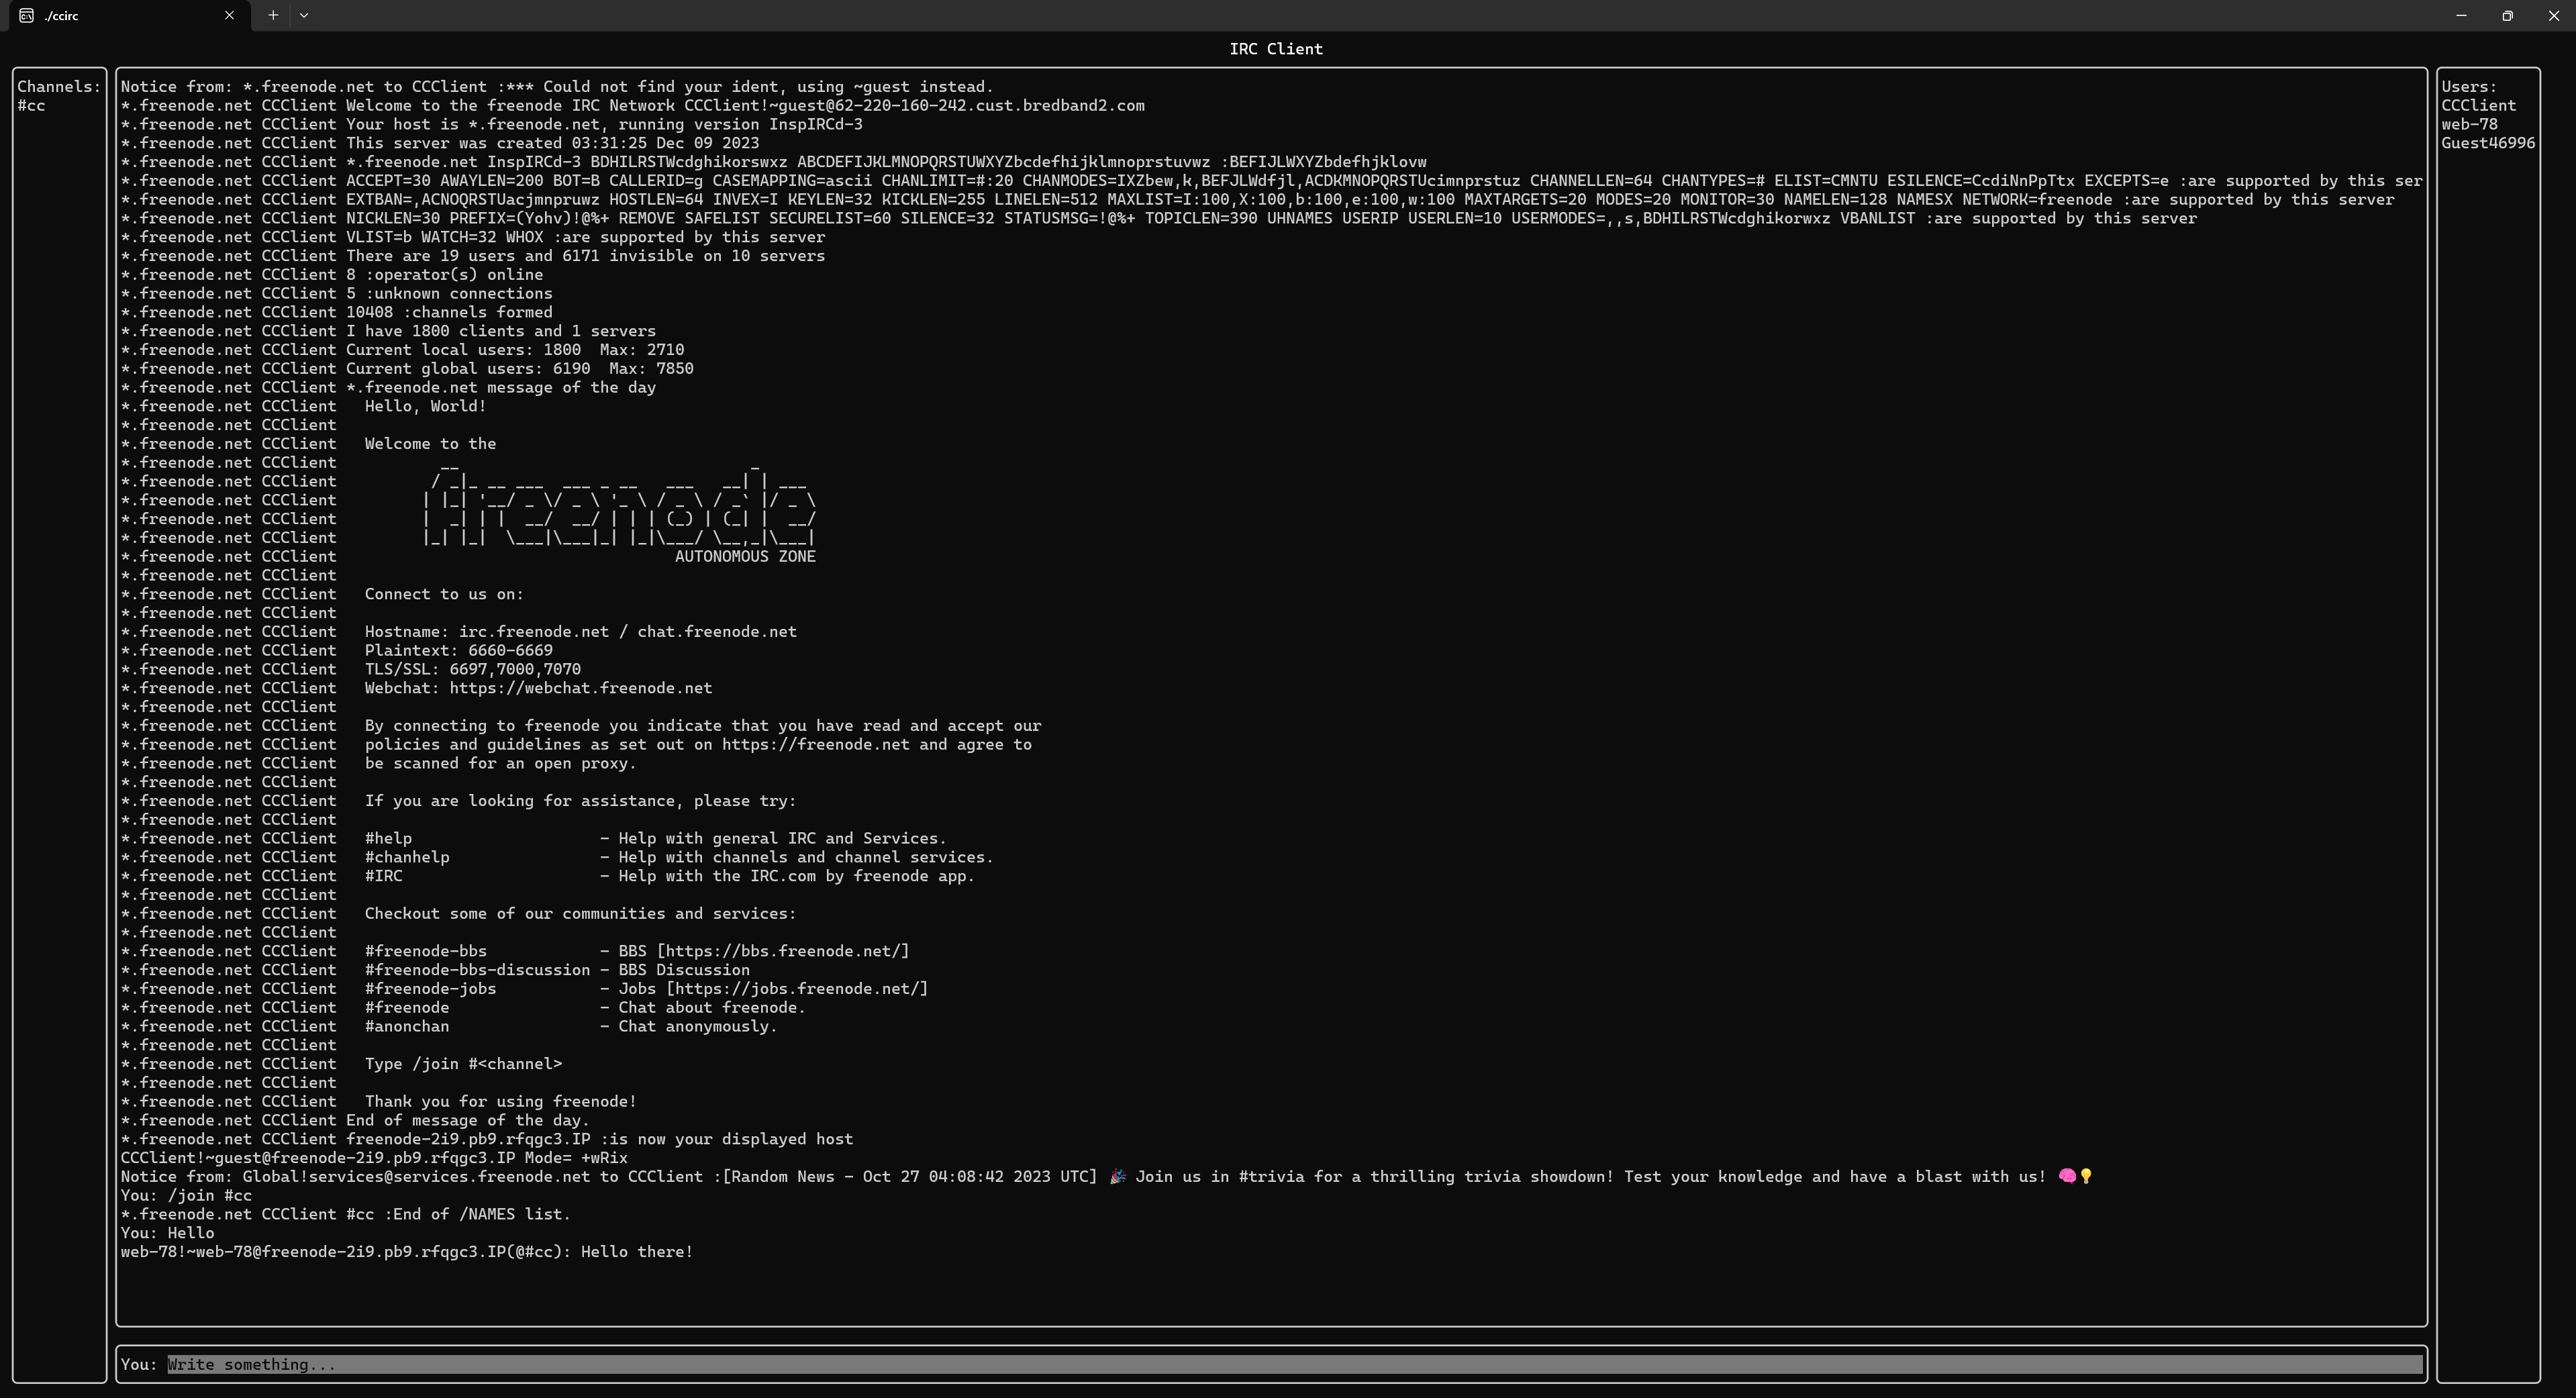 ./ccirc
IRC Client
Channels:
#cc
Notice from: *.freenode.net to CCClient :*** Could not find your ident, using ~guest instead.
*.freenode.net CCClient Welcome to the freenode IRC Network CCClient!~guest@62-220-160-242.cust.bredband2.com
*.freenode.net CCClient Your host is *.freenode.net, running version InspIRCd-3
*.freenode.net CCClient This server was created 03:31:25 Dec 09 2023
*.freenode.net CCClient *.freenode.net InspIRCd-3 BDHILRSTWcdghikorswxz ABCDEFIJKLMNOPQRSTUWXYZbcdefhijklmnoprstuvwz :BEFIJLWXYZbdefhjklovw
*.freenode.net CCClient ACCEPT=30 AWAYLEN=200 BOT=B CALLERID=g CASEMAPPING=ascii CHANLIMIT=#:20 CHANMODES=IXZbew,k,BEFJLWdfjl,ACDKMNOPQRSTUcimnprstuz CHANNELLEN=64 CHANTYPES=# ELIST=CMNTU ESILENCE=CcdiNnPpTtx EXCEPTS=e :are supported by this ser
*.freenode.net CCClient EXTBAN=,ACNOQRSTUacjmnpruwz HOSTLEN=64 INVEX=I KEYLEN=32 KICKLEN=255 LINELEN=512 MAXLIST=I:100,X:100,b:100,e:100,w:100 MAXTARGETS=20 MODES=20 MONITOR=30 NAMELEN=128 NAMESX NETWORK=freenode :are supported by this server
*.freenode.net CCClient NICKLEN=30 PREFIX=(Yohv)!@%+ REMOVE SAFELIST SECURELIST=60 SILENCE=32 STATUSMSG=!@%+ TOPICLEN=390 UHNAMES USERIP USERLEN=10 USERMODES=,,s,BDHILRSTWcdghikorwxz VBANLIST :are supported by this server
*.freenode.net CCClient VLIST=b WATCH=32 WHOX :are supported by this server
*.freenode.net CCClient There are 19 users and 6171 invisible on 10 servers
*.freenode.net CCClient 8 :operator(s) online
*.freenode.net CCClient 5 :unknown connections
*.freenode.net CCClient 10408 :channels formed
*.freenode.net CCClient I have 1800 clients and 1 servers
*.freenode.net CCClient Current local users: 1800  Max: 2710
*.freenode.net CCClient Current global users: 6190  Max: 7850
*.freenode.net CCClient *.freenode.net message of the day
*.freenode.net CCClient   Hello, World!
*.freenode.net CCClient
*.freenode.net CCClient   Welcome to the
*.freenode.net CCClient           __                               _
*.freenode.net CCClient          / _|_ __ ___  ___ _ __   ___   __| | ___
*.freenode.net CCClient         | |_| '__/ _ \/ _ \ '_ \ / _ \ / _` |/ _ \
*.freenode.net CCClient         |  _| | |  __/  __/ | | | (_) | (_| |  __/
*.freenode.net CCClient         |_| |_|  \___|\___|_| |_|\___/ \__,_|\___|
*.freenode.net CCClient                                    AUTONOMOUS ZONE
*.freenode.net CCClient
*.freenode.net CCClient   Connect to us on:
*.freenode.net CCClient
*.freenode.net CCClient   Hostname: irc.freenode.net / chat.freenode.net
*.freenode.net CCClient   Plaintext: 6660-6669
*.freenode.net CCClient   TLS/SSL: 6697,7000,7070
*.freenode.net CCClient   Webchat: https://webchat.freenode.net
*.freenode.net CCClient
*.freenode.net CCClient   By connecting to freenode you indicate that you have read and accept our
*.freenode.net CCClient   policies and guidelines as set out on https://freenode.net and agree to
*.freenode.net CCClient   be scanned for an open proxy.
*.freenode.net CCClient
*.freenode.net CCClient   If you are looking for assistance, please try:
*.freenode.net CCClient
*.freenode.net CCClient   #help                    - Help with general IRC and Services.
*.freenode.net CCClient   #chanhelp                - Help with channels and channel services.
*.freenode.net CCClient   #IRC                     - Help with the IRC.com by freenode app.
*.freenode.net CCClient
*.freenode.net CCClient   Checkout some of our communities and services:
*.freenode.net CCClient
*.freenode.net CCClient   #freenode-bbs            - BBS [https://bbs.freenode.net/]
*.freenode.net CCClient   #freenode-bbs-discussion - BBS Discussion
*.freenode.net CCClient   #freenode-jobs           - Jobs [https://jobs.freenode.net/]
*.freenode.net CCClient   #freenode                - Chat about freenode.
*.freenode.net CCClient   #anonchan                - Chat anonymously.
*.freenode.net CCClient
*.freenode.net CCClient   Type /join #<channel>
*.freenode.net CCClient
*.freenode.net CCClient   Thank you for using freenode!
*.freenode.net CCClient End of message of the day.
*.freenode.net CCClient freenode-2i9.pb9.rfqgc3.IP :is now your displayed host
CCClient!~guest@freenode-2i9.pb9.rfqgc3.IP Mode= +wRix
Notice from: Global!services@services.freenode.net to CCClient :[Random News - Oct 27 04:08:42 2023 UTC] 🎉 Join us in #trivia for a thrilling trivia showdown! Test your knowledge and have a blast with us! 🧠💡
You: /join #cc
*.freenode.net CCClient #cc :End of /NAMES list.
You: Hello
web-78!~web-78@freenode-2i9.pb9.rfqgc3.IP(@#cc): Hello there!
You: Write something...
Users:
CCClient
web-78
Guest46996